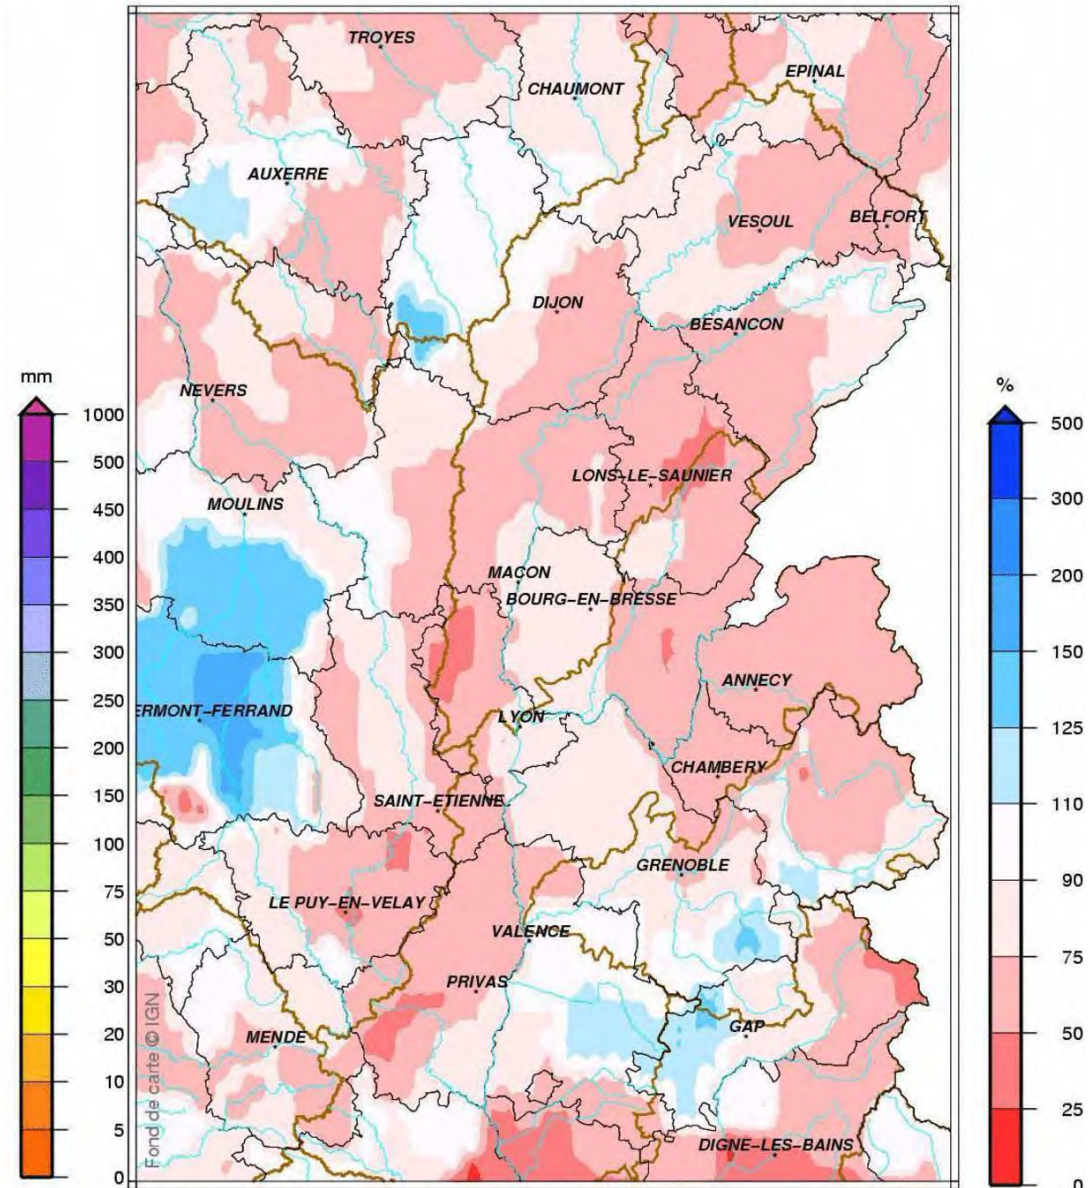 TROYES
CHAUMONT
EPINAL
AUXERRE
VESOUL
BELFORT
DIJON
BESANCON
NEVERS
LONS-LE-SAUNIER
MOULINS
MACON
BOURG-EN-BRESSE
ANNECY
ERMONT-FERRAND
LYON
CHAMBERY
SAINT-ETIENNE
GRENOBLE
LE PUY-EN-VELAY
VALENCE
PRIVAS
GAP
MENDE
DIGNE-LES-BAINS
Fond de carte © IGN
mm
1000
500
450
400
350
300
250
200
150
100
75
50
30
20
10
5
0
%
500
300
200
150
125
110
90
75
50
25
0